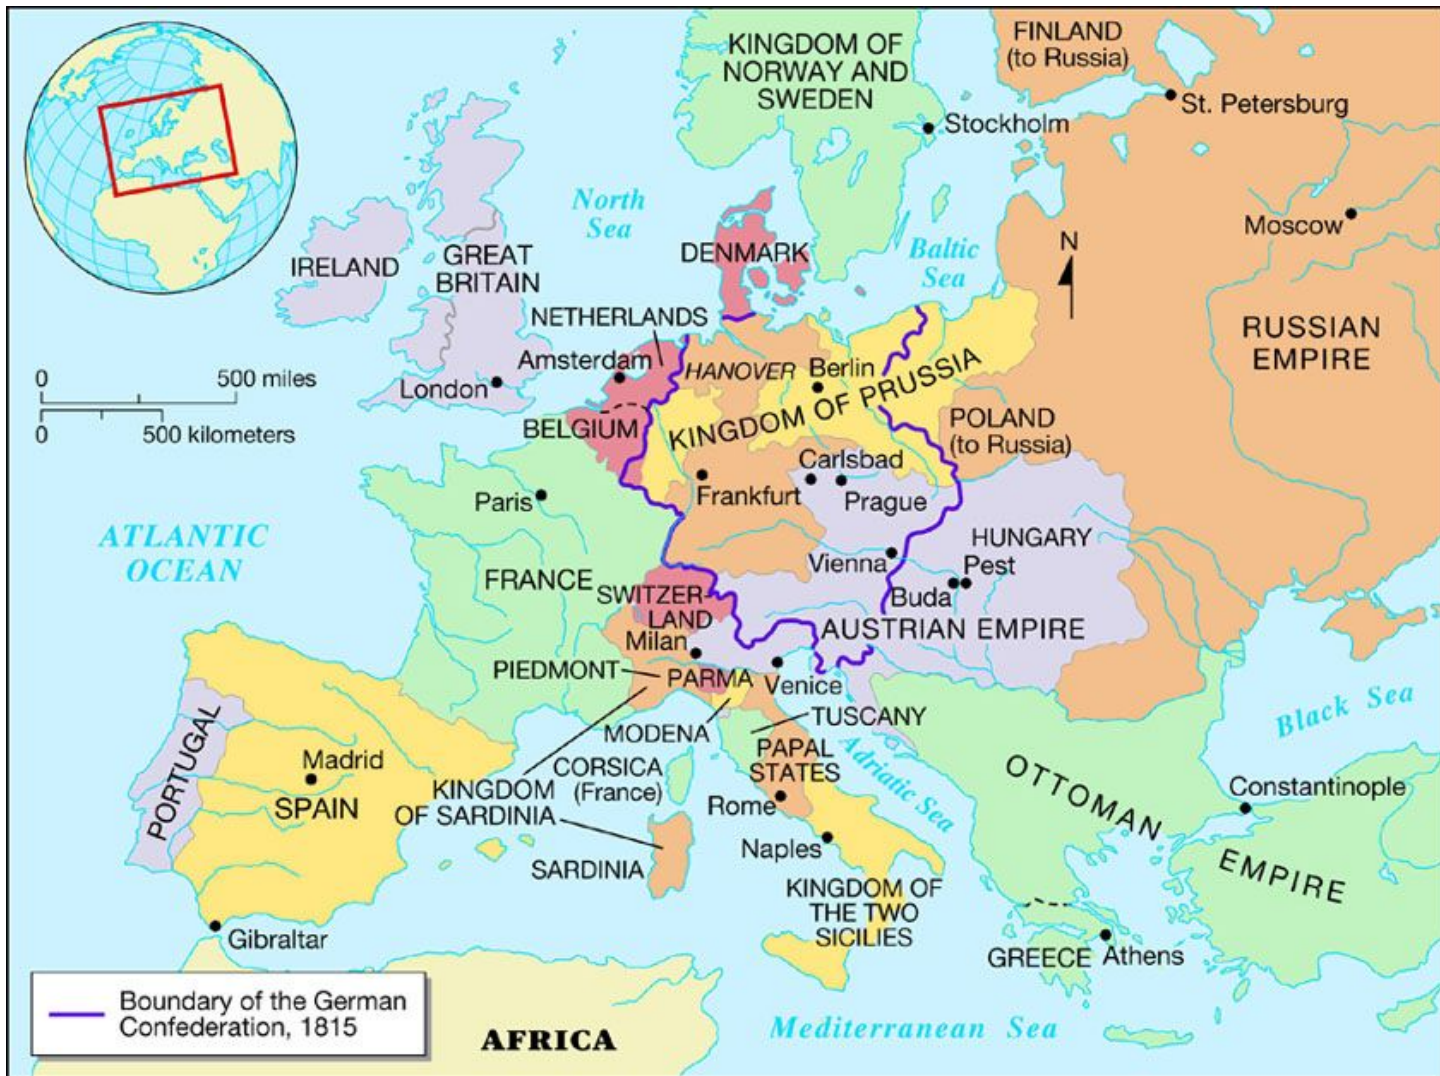 KINGDOM OF
NORWAY AND
SWEDEN
FINLAND
(to Russia)
St. Petersburg
Stockholm
North
Sea
Moscow
N
IRELAND
GREAT
BRITAIN
DENMARK
Baltic
Sea
NETHERLANDS
RUSSIAN
EMPIRE
Amsterdam
HANOVER
Berlin
0
500 miles
0
500 kilometers
London
KINGDOM OF PRUSSIA
BELGIUM
POLAND
(to Russia)
Carlsbad
Paris
Frankfurt
Prague
ATLANTIC
OCEAN
HUNGARY
Vienna
Pest
Buda
FRANCE
SWITZER-
LAND
Milan
AUSTRIAN EMPIRE
PIEDMONT
PARMA
Venice
Black Sea
TUSCANY
MODENA
PORTUGAL
Madrid
SPAIN
CORSICA
(France)
PAPAL
STATES
Adriatic Sea
KINGDOM
OF SARDINIA
Rome
OTTOMAN
EMPIRE
Constantinople
Naples
SARDINIA
KINGDOM OF
THE TWO
SICILIES
Gibraltar
GREECE
Athens
Boundary of the German
Confederation, 1815
AFRICA
Mediterranean Sea